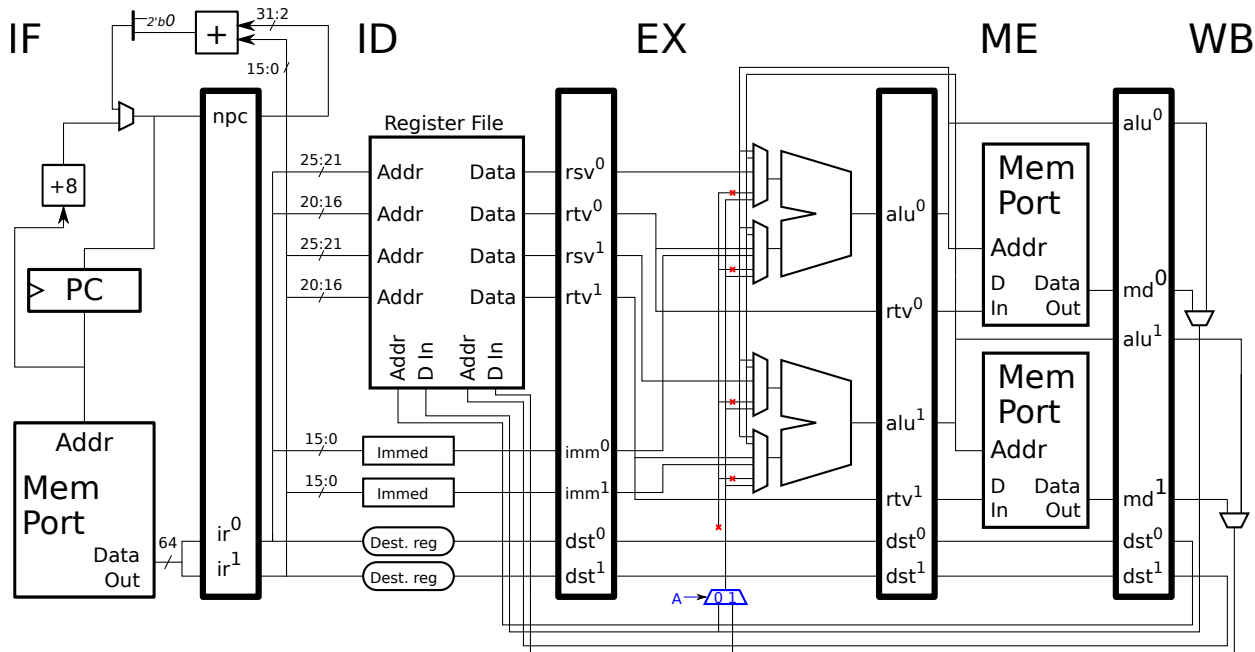 IF
ID
EX
ME
WB
2'b0
+
31:2
15:0
npc
+8
PC
Addr
Mem
Port
Data
Out
64
ir0
ir1
Register File
25:21
Addr
Data
20:16
Addr
Data
25:21
Addr
Data
20:16
Addr
Data
Addr
D In
Addr
D In
15:0
Immed
15:0
Immed
Dest. reg
Dest. reg
rsv0
rtv0
rsv1
rtv1
imm0
imm1
dst0
dst1
A
0 1
alu0
rtv0
alu1
rtv1
dst0
dst1
Mem
Port
Addr
D Data
In Out
Mem
Port
Addr
D Data
In Out
alu0
md0
alu1
md1
dst0
dst1